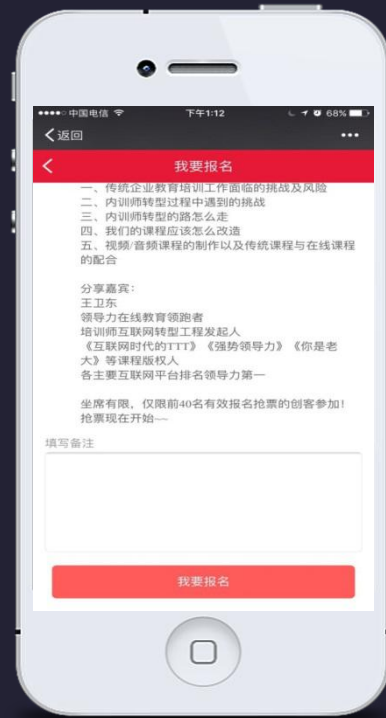 中国电信 下午1:12 68%
返回
我要报名
一、传统企业教育培训工作面临的挑战及风险
二、内训师转型过程中遇到的挑战
三、内训师转型的路怎么走
四、我们的课程应该怎么改造
五、视频/音频课程的制作以及传统课程与在线课程
的配合
分享嘉宾：
王卫东
领导力在线教育领跑者
培训师互联网转型工程发起人
《互联网时代的TTT》《强势领导力》《你是老
大》等课程版权人
各主要互联网平台排名领导力第一
坐席有限，仅限前40名有效报名抢票的创客参加！
抢票现在开始~~
填写备注
我要报名